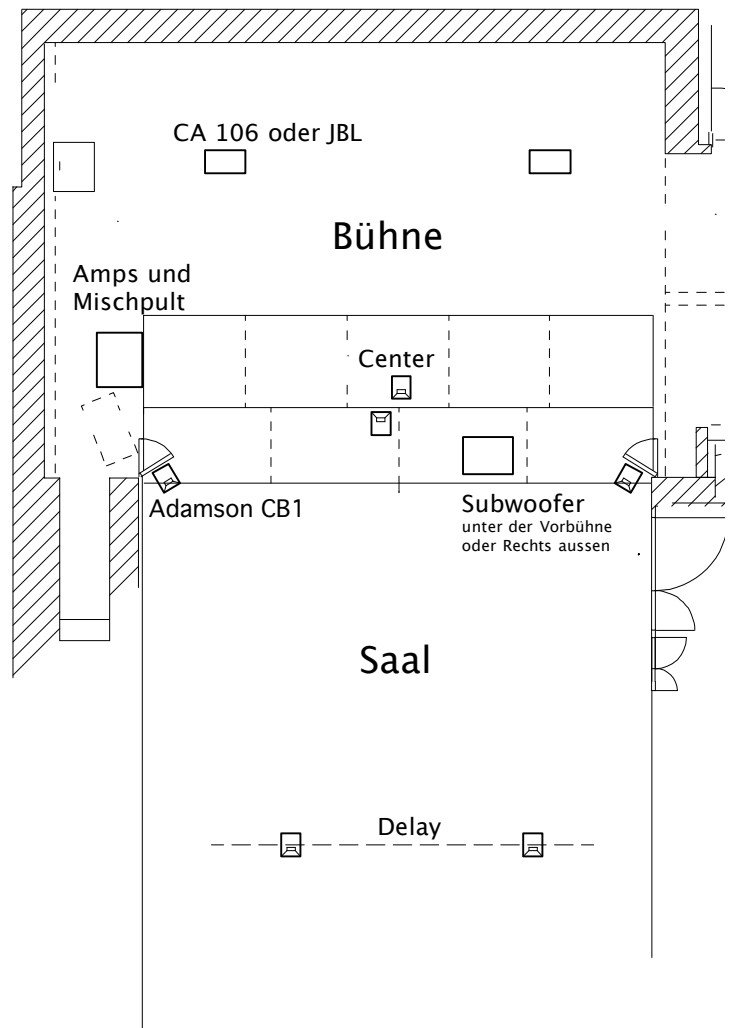 CA 106 oder JBL
Bühne
Amps und
Mischpult
Center
Adamson CB1
Subwoofer
unter der Vorbühne
oder Rechts aussen
Saal
Delay